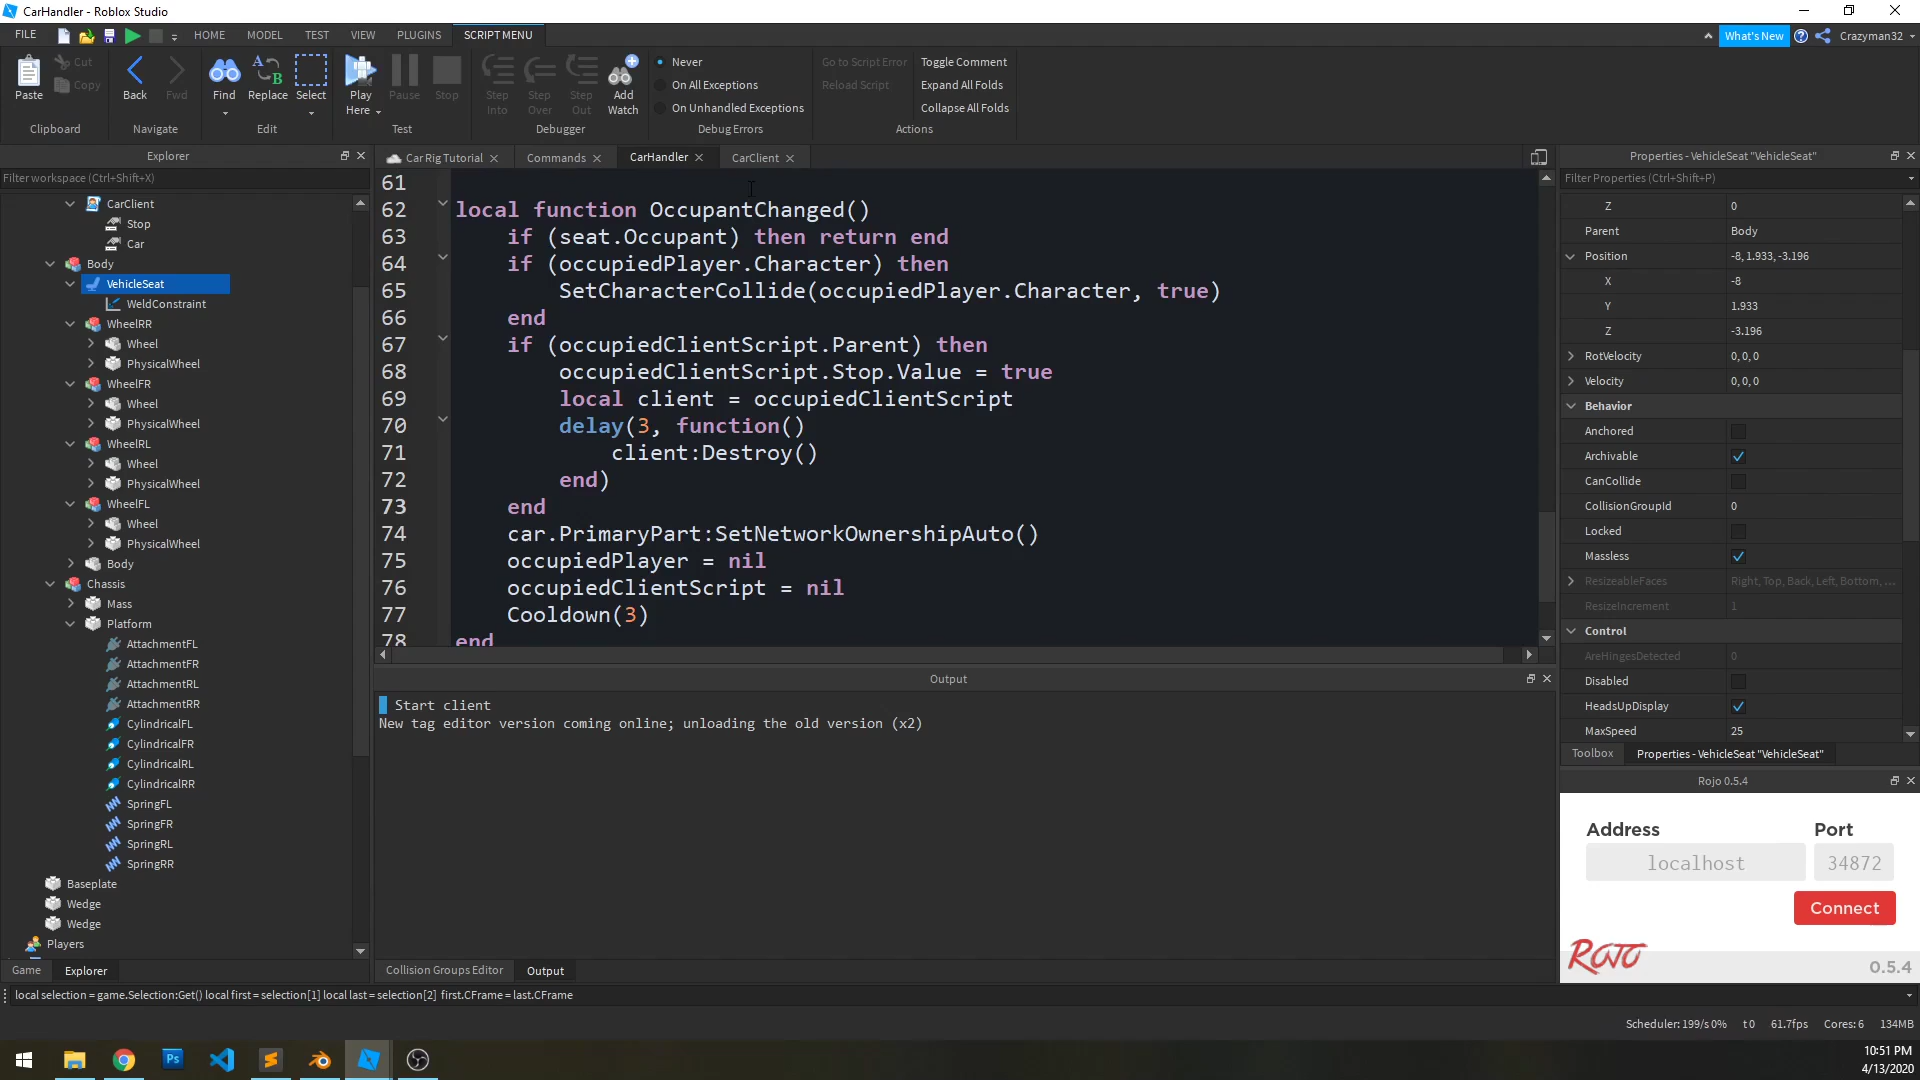 CarHandler - Roblox Studio
FILE HOME MODEL TEST VIEW PLUGINS SCRIPT MENU What's New Crazyman32
Paste Cut Copy Clipboard
Back Fwd Navigate
Find Replace Select Edit
Play Here Pause Stop Test
Step Into Step Over Step Out Add Watch Debugger
Never
On All Exceptions
On Unhandled Exceptions
Debug Errors
Go to Script Error
Reload Script
Toggle Comment
Expand All Folds
Collapse All Folds
Actions
Explorer
Filter workspace (Ctrl+Shift+X)
CarClient
Stop
Car
Body
VehicleSeat
WeldConstraint
WheelRR
Wheel
PhysicalWheel
WheelFR
Wheel
PhysicalWheel
WheelRL
Wheel
PhysicalWheel
WheelFL
Wheel
PhysicalWheel
Body
Chassis
Mass
Platform
AttachmentFL
AttachmentFR
AttachmentRL
AttachmentRR
CylindricalFL
CylindricalFR
CylindricalRL
CylindricalRR
SpringFL
SpringFR
SpringRL
SpringRR
Baseplate
Wedge
Wedge
Players
Game Explorer
Car Rig Tutorial Commands CarHandler CarClient
61
62 local function OccupantChanged()
63 if (seat.Occupant) then return end
64 if (occupiedPlayer.Character) then
65 SetCharacterCollide(occupiedPlayer.Character, true)
66 end
67 if (occupiedClientScript.Parent) then
68 occupiedClientScript.Stop.Value = true
69 local client = occupiedClientScript
70 delay(3, function()
71 client:Destroy()
72 end)
73 end
74 car.PrimaryPart:SetNetworkOwnershipAuto()
75 occupiedPlayer = nil
76 occupiedClientScript = nil
77 Cooldown(3)
78 end
Output
Start client
New tag editor version coming online; unloading the old version (x2)
Collision Groups Editor Output
Properties - VehicleSeat "VehicleSeat"
Filter Properties (Ctrl+Shift+P)
Z 0
Parent Body
Position -8, 1.933, -3.196
X -8
Y 1.933
Z -3.196
RotVelocity 0, 0, 0
Velocity 0, 0, 0
Behavior
Anchored
Archivable
CanCollide
CollisionGroupId 0
Locked
Massless
ResizeableFaces Right, Top, Back, Left, Bottom, ...
ResizeIncrement 1
Control
AreHingesDetected 0
Disabled
HeadsUpDisplay
MaxSpeed 25
Toolbox Properties - VehicleSeat "VehicleSeat"
Rojo 0.5.4
Address Port
localhost 34872
Connect
ROJO 0.5.4
local selection = game.Selection:Get() local first = selection[1] local last = selection[2] first.CFrame = last.CFrame
Scheduler: 199/s 0% t 0 61.7fps Cores: 6 134MB
Ps
10:51 PM
4/13/2020